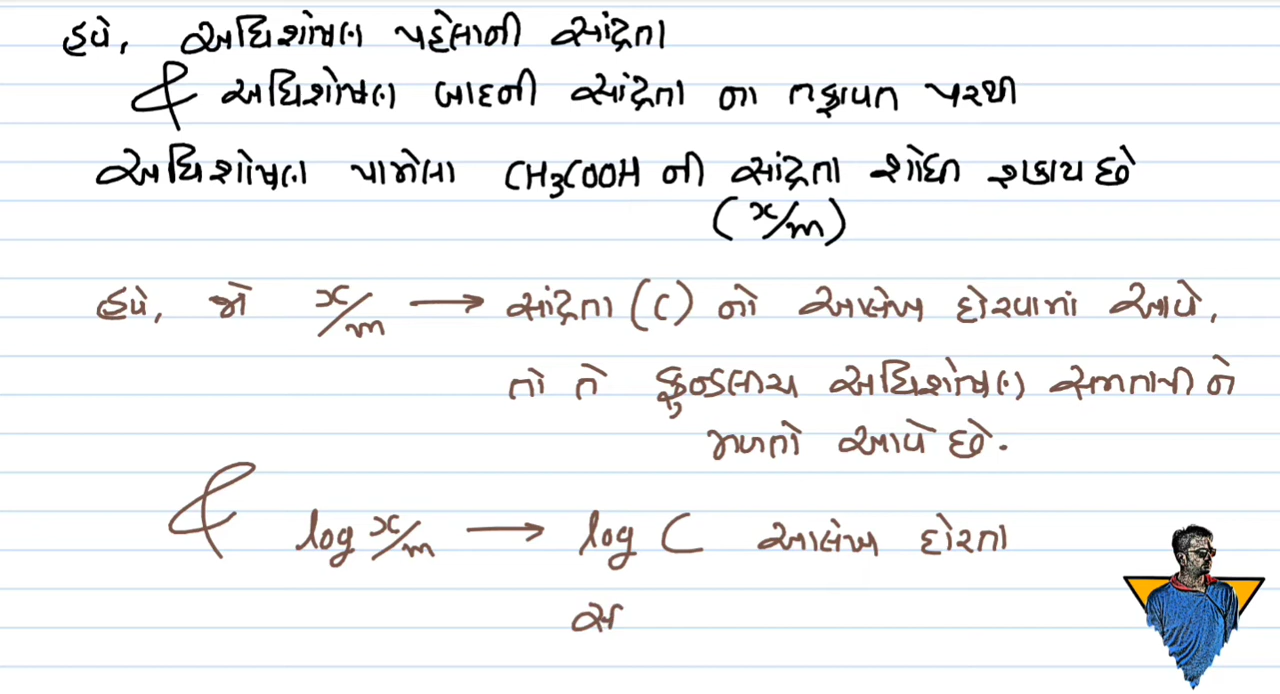 હવે, અધિશોષણ પહેલાની સાંદ્રતા
& અધિશોષણ બાદની સાંદ્રતા ના તફાવત પરથી
અધિશોષણ પામેલા CH₃COOH ની સાંદ્રતા શોધી શકાય છે
(x/m)
હવે, જો x/m → સાંદ્રતા (C) નો આલેખ દોરવામાં આવે,
તો તે ફ્રુન્ડલીચ અધિશોષણ સમતાપી ને
મળતો આવે છે.
& log x/m → log C આલેખ દોરતા
સ